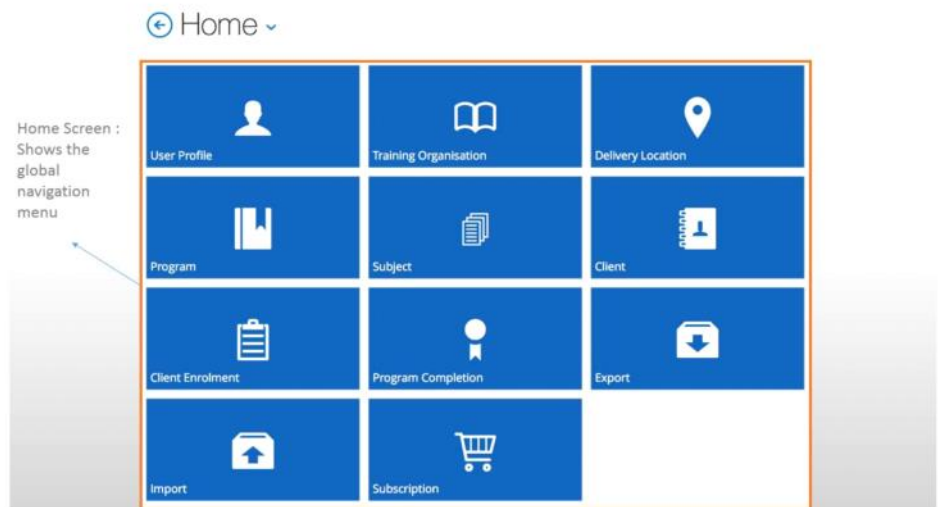 Home
Home Screen :
Shows the
global
navigation
menu
User Profile
Training Organisation
Delivery Location
Program
Subject
Client
Client Enrolment
Program Completion
Export
Import
Subscription